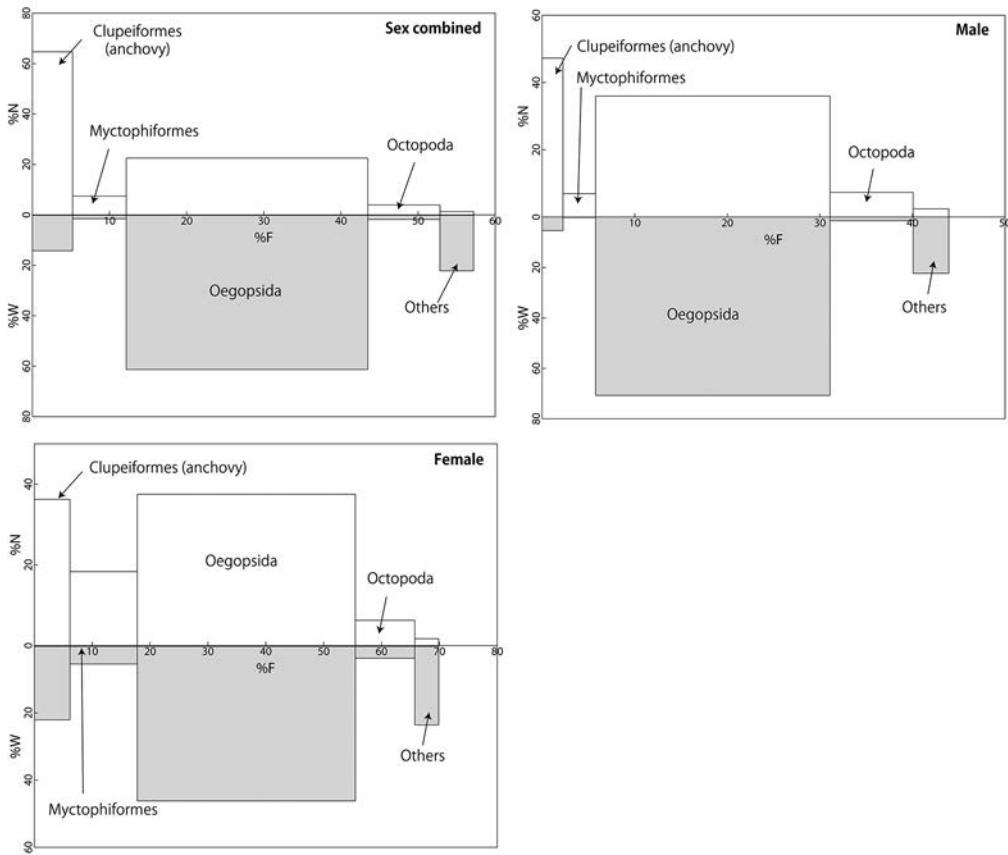 Sex combined
Clupeiformes
(anchovy)
Myctophiformes
Octopoda
Oegopsida
Others
%N
%W
%F
80
60
40
20
0
20
40
60
80
10
20
30
40
50
60
Male
Clupeiformes (anchovy)
Myctophiformes
Octopoda
Oegopsida
Others
%N
%W
%F
60
40
20
0
20
40
60
80
10
20
30
40
50
Female
Clupeiformes (anchovy)
Oegopsida
Octopoda
Others
Myctophiformes
%N
%W
%F
40
20
0
20
40
60
10
20
30
40
50
60
70
80